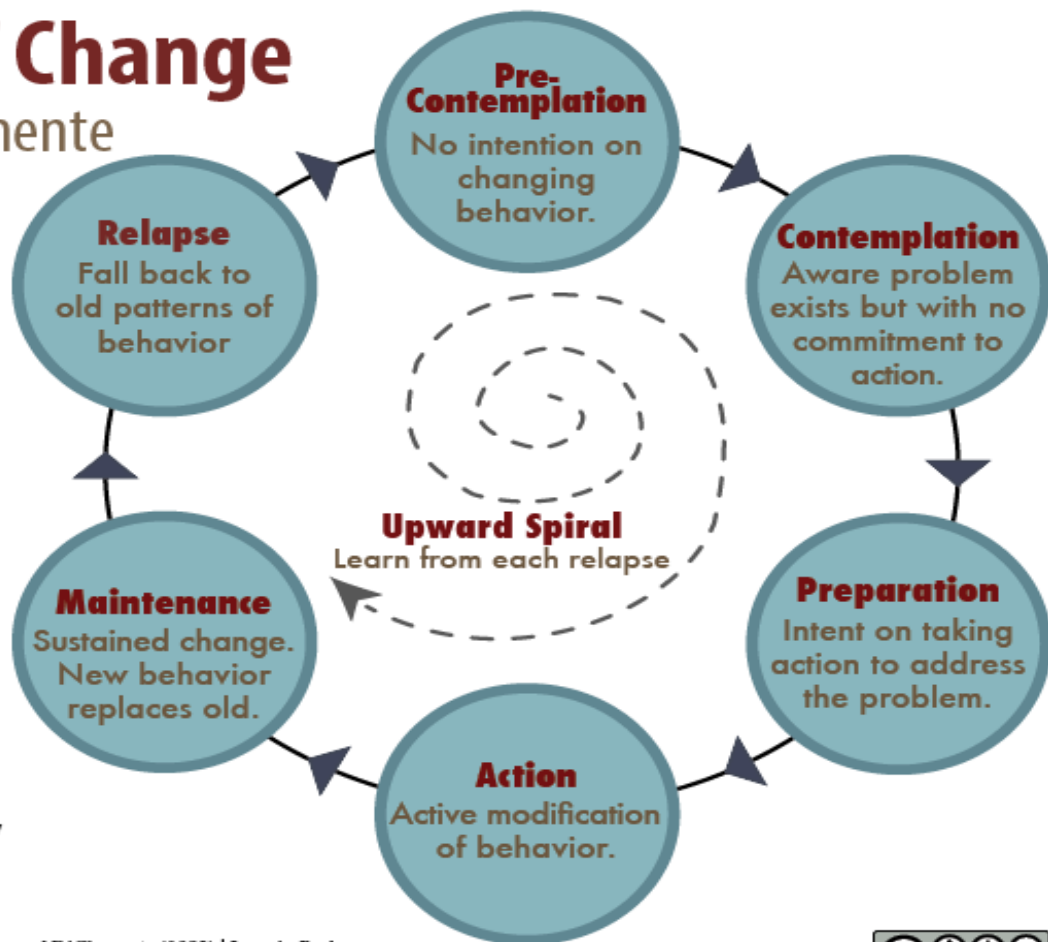 Change
nente
Pre-
Contemplation
No intention on
changing
behavior.
Relapse
Fall back to
old patterns of
behavior
Contemplation
Aware problem
exists but with no
commitment to
action.
Upward Spiral
Learn from each relapse
Maintenance
Sustained change.
New behavior
replaces old.
Preparation
Intent on taking
action to address
the problem.
Action
Active modification
of behavior.